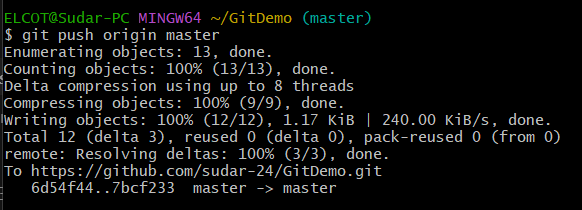 ELCOT@Sudar-PC MINGW64 ~/GitDemo (master)
$ git push origin master
Enumerating objects: 13, done.
Counting objects: 100% (13/13), done.
Delta compression using up to 8 threads
Compressing objects: 100% (9/9), done.
Writing objects: 100% (12/12), 1.17 KiB | 240.00 KiB/s, done.
Total 12 (delta 3), reused 0 (delta 0), pack-reused 0 (from 0)
remote: Resolving deltas: 100% (3/3), done.
To https://github.com/sudar-24/GitDemo.git
   6d54f44..7bcf233  master -> master